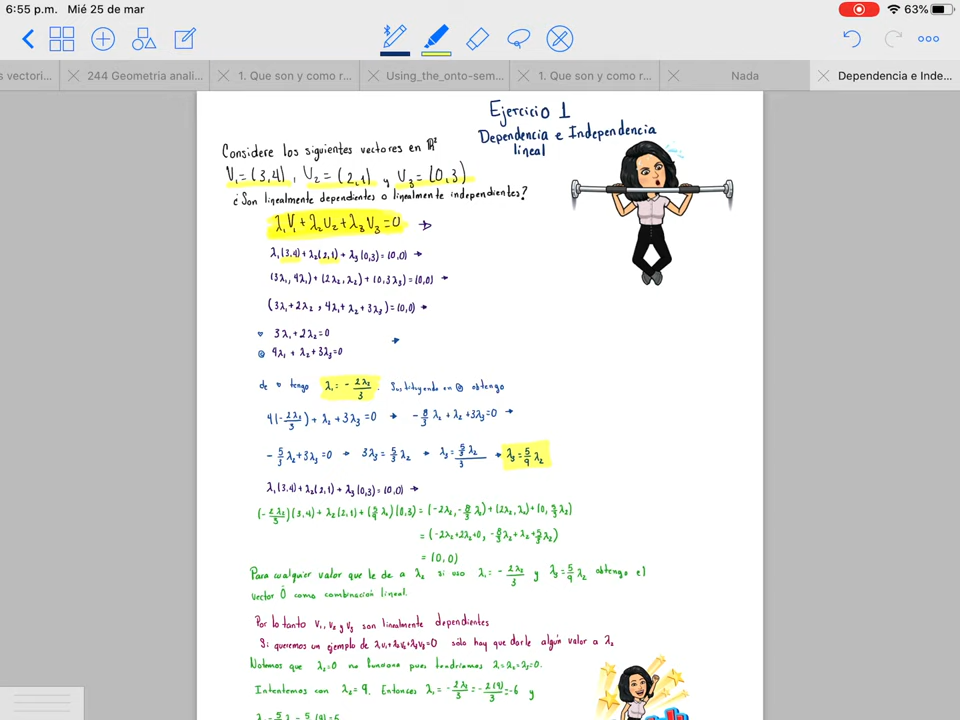 6:55 p.m. Mié 25 de mar
63%
s vectori...
244 Geometria anali...
1. Que son y como r...
Using_the_onto-sem...
1. Que son y como r...
Nada
Dependencia e Inde...
Ejercicio 1
Dependencia e Independencia
lineal
Considere los siguientes vectores en ℝ²
V₁=(3,4), V₂=(2,1) y V₃=(0,3)
¿Son linealmente dependientes o linealmente independientes?
λ₁V₁+λ₂V₂+λ₃V₃=0 →
λ₁(3,4)+λ₂(2,1)+λ₃(0,3)=(0,0) →
(3λ₁, 4λ₁)+(2λ₂,λ₂)+(0,3λ₃)=(0,0) →
(3λ₁+2λ₂, 4λ₁+λ₂+3λ₃)=(0,0) →
3λ₁+2λ₂=0 →
② 4λ₁+λ₂+3λ₃=0
de ① tengo λ₁=-2λ₂/3. Sustituyendo en ② obtengo
4(-2λ₂/3)+λ₂+3λ₃=0 → -8/3 λ₂+λ₂+3λ₃=0 →
-5/3 λ₂+3λ₃=0 → 3λ₃=5/3 λ₂ → λ₃=5/3 λ₂/3 → λ₃=5/9 λ₂
λ₁(3,4)+λ₂(2,1)+λ₃(0,3)=(0,0) →
(-2λ₂/3)(3,4)+λ₂(2,1)+(5/9 λ₂)(0,3)=(-2λ₂,-8/3 λ₂)+(2λ₂,λ₂)+(0,5/3 λ₂)
=(-2λ₂+2λ₂+0, -8/3 λ₂+λ₂+5/3 λ₂)
=(0,0)
Para cualquier valor que le de a λ₂ si uso λ₁=-2λ₂/3 y λ₃=5/9 λ₂ obtengo el
vector 0 como combinación lineal.
Por lo tanto V₁, V₂ y V₃ son linealmente dependientes
Si queremos un ejemplo de λ₁V₁+λ₂V₂+λ₃V₃=0 sólo hay que darle algún valor a λ₂
Notemos que λ₂=0 no funciona pues tendríamos λ₁=λ₂=λ₃=0.
Intentemos con λ₂=9. Entonces λ₁=-2λ₂/3=-2(9)/3=-6 y